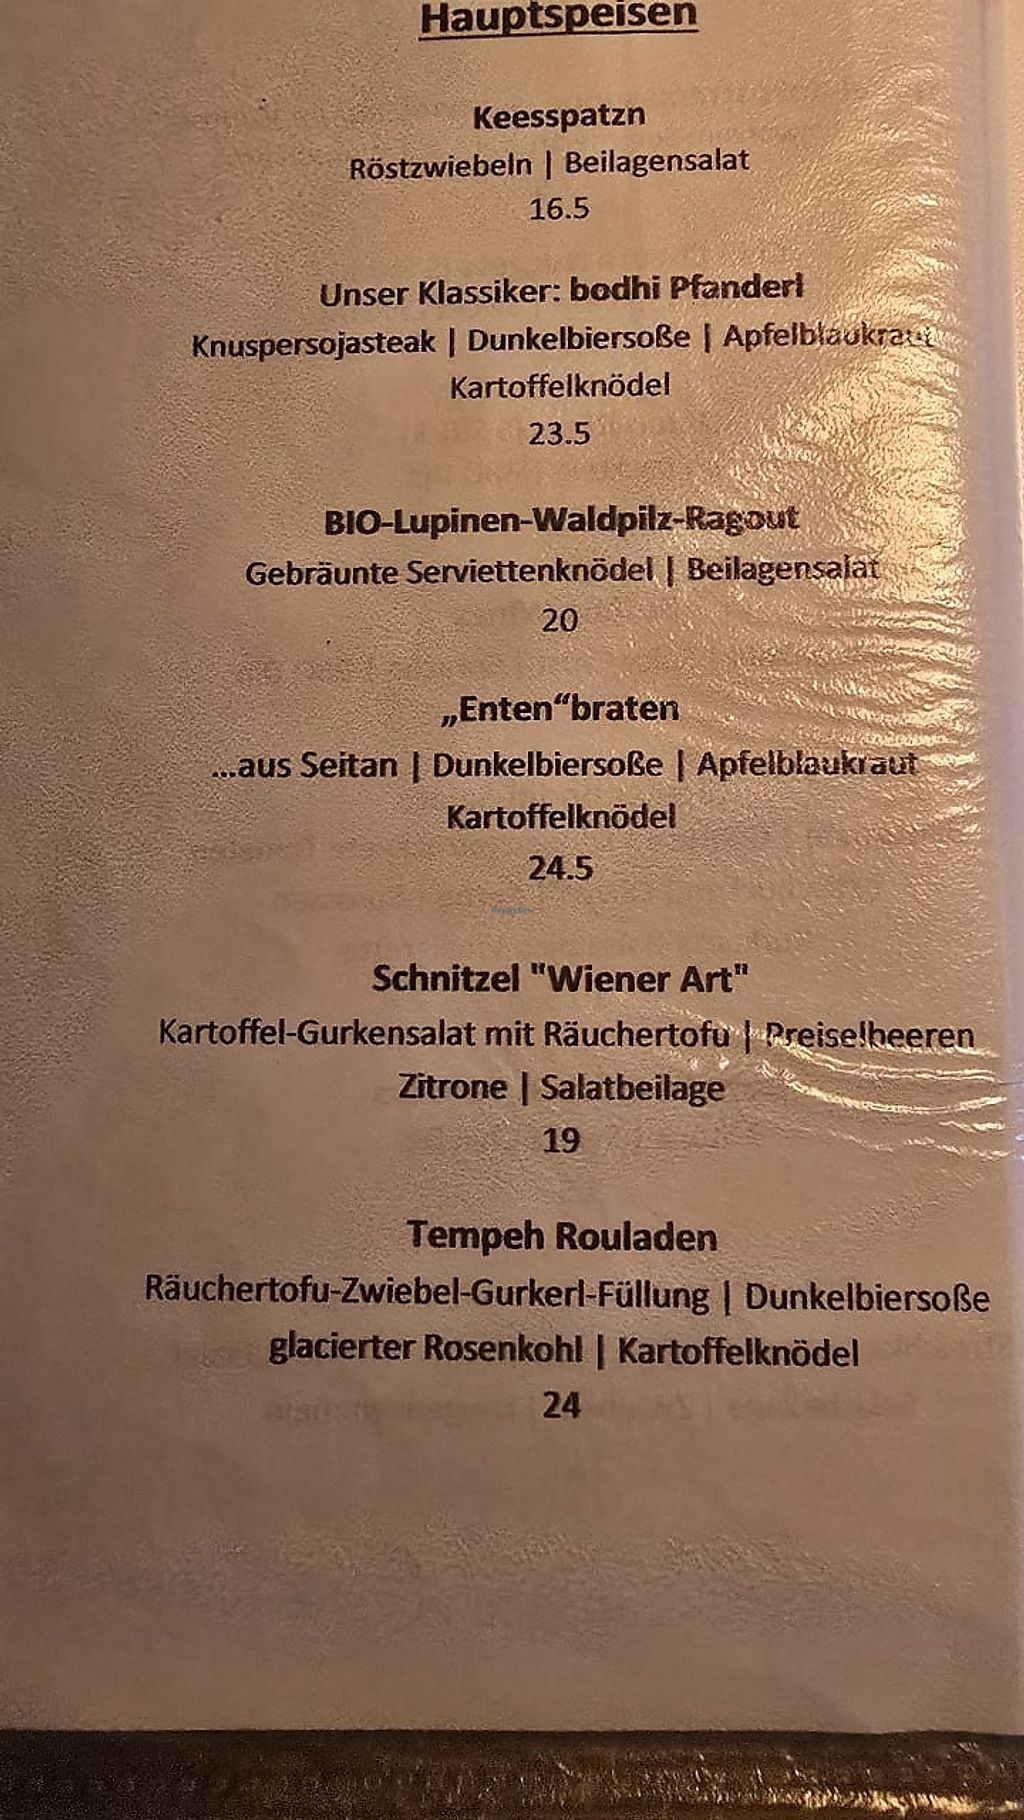 Hauptspeisen
Keesspatzn
Röstzwiebeln | Beilagensalat
16.5
Unser Klassiker: bodhi Pfanderl
Knuspersojasteak | Dunkelbiersoße | Apfelblaukraut
Kartoffelknödel
23.5
BIO-Lupinen-Waldpilz-Ragout
Gebräunte Serviettenknödel | Beilagensalat
20
„Enten“braten
...aus Seitan | Dunkelbiersoße | Apfelblaukraut
Kartoffelknödel
24.5
Schnitzel "Wiener Art"
Kartoffel-Gurkensalat mit Räuchertofu | Preiselbeeren
Zitrone | Salatbeilage
19
Tempeh Rouladen
Räuchertofu-Zwiebel-Gurkerl-Füllung | Dunkelbiersoße
glacierter Rosenkohl | Kartoffelknödel
24